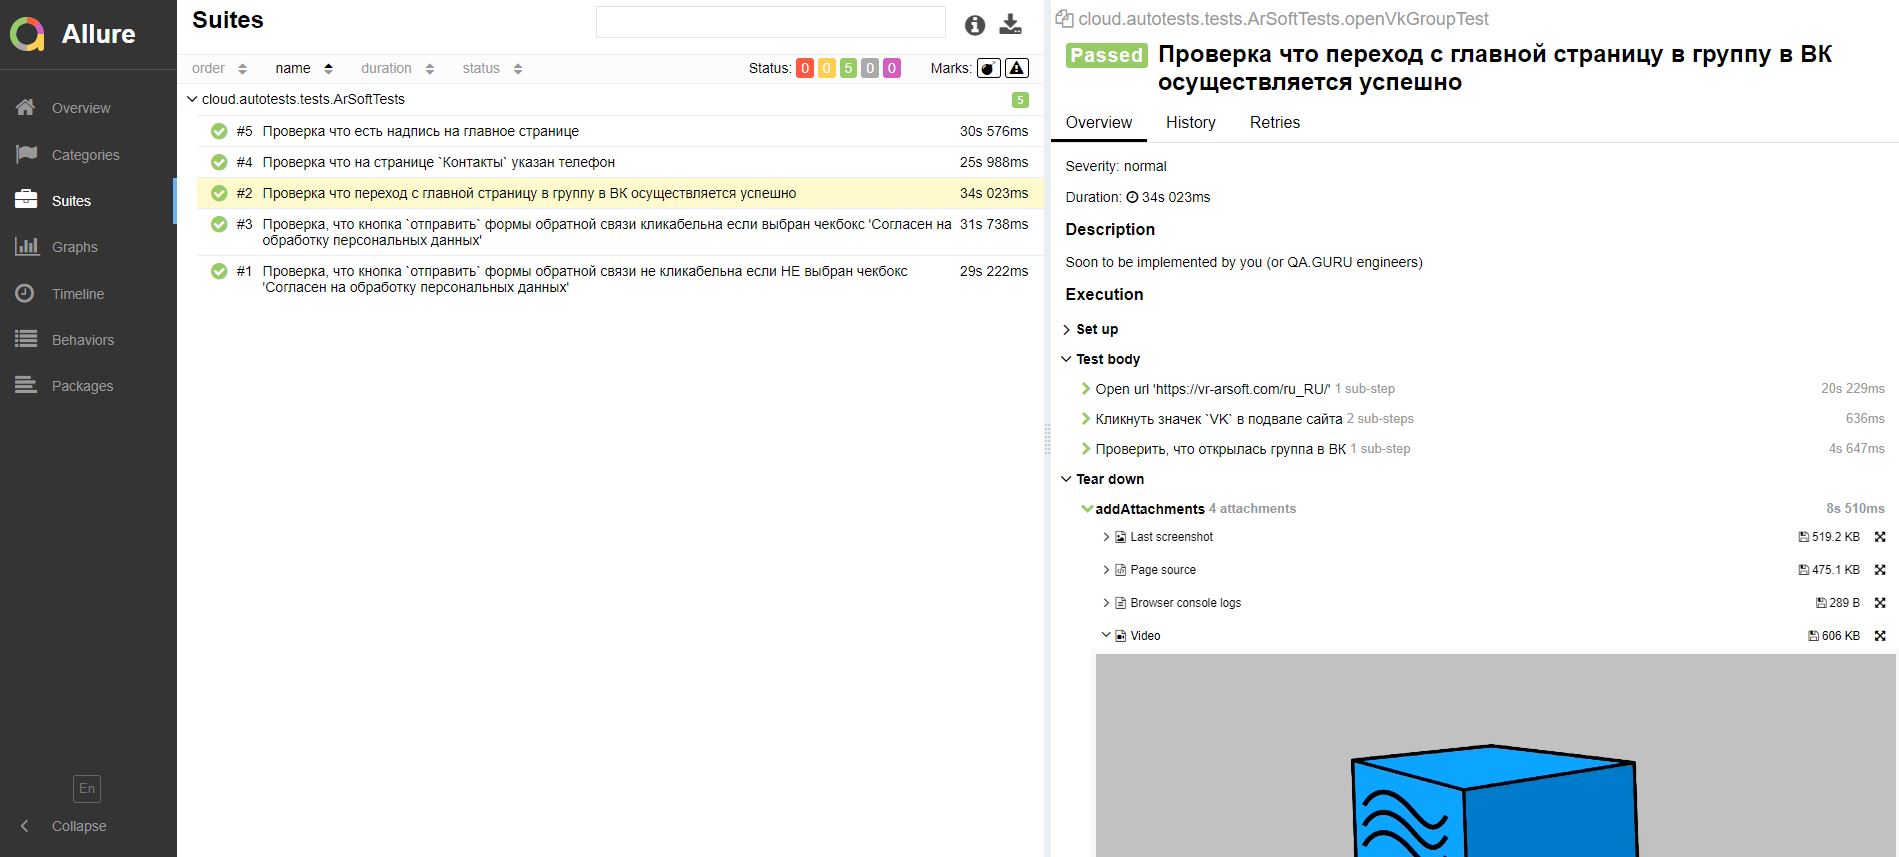 Allure
Overview
Categories
Suites
Graphs
Timeline
Behaviors
Packages
En
Collapse
Suites
order name duration status Status: 0 0 5 0 0 Marks:
cloud.autotests.tests.ArSoftTests 5
#5 Проверка что есть надпись на главное странице 30s 576ms
#4 Проверка что на странице `Контакты` указан телефон 25s 988ms
#2 Проверка что переход с главной страницу в группу в ВК осуществляется успешно 34s 023ms
#3 Проверка, что кнопка `отправить` формы обратной связи кликабельна если выбран чекбокс 'Согласен на 31s 738ms
обработку персональных данных'
#1 Проверка, что кнопка `отправить` формы обратной связи не кликабельна если НЕ выбран чекбокс 29s 222ms
'Согласен на обработку персональных данных'
cloud.autotests.tests.ArSoftTests.openVkGroupTest
Passed Проверка что переход с главной страницу в группу в ВК
осуществляется успешно
Overview History Retries
Severity: normal
Duration: 34s 023ms
Description
Soon to be implemented by you (or QA.GURU engineers)
Execution
Set up
Test body
Open url 'https://vr-arsoft.com/ru_RU/' 1 sub-step 20s 229ms
Кликнуть значек `VK` в подвале сайта 2 sub-steps 636ms
Проверить, что открылась группа в ВК 1 sub-step 4s 647ms
Tear down
addAttachments 4 attachments 8s 510ms
Last screenshot 519.2 KB
Page source 475.1 KB
Browser console logs 289 B
Video 606 KB